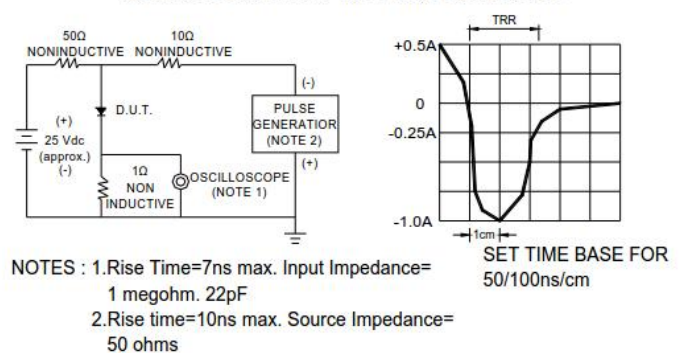 50Ω
NONINDUCTIVE
10Ω
NONINDUCTIVE
(+)
25 Vdc
(approx.)
(-)
D.U.T.
1Ω
NON
INDUCTIVE
OSCILLOSCOPE
(NOTE 1)
(-)
PULSE
GENERATIOR
(NOTE 2)
(+)
TRR
+0.5A
0
-0.25A
-1.0A
1cm
SET TIME BASE FOR
50/100ns/cm
NOTES : 1.Rise Time=7ns max. Input Impedance=
1 megohm. 22pF
2.Rise time=10ns max. Source Impedance=
50 ohms